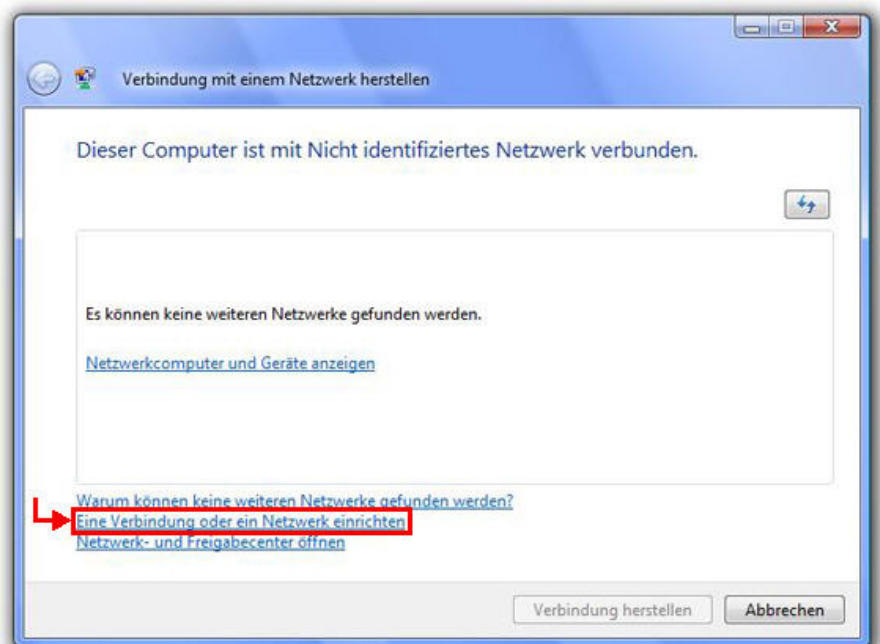 Verbindung mit einem Netzwerk herstellen
Dieser Computer ist mit Nicht identifiziertes Netzwerk verbunden.
Es können keine weiteren Netzwerke gefunden werden.
Netzwerkcomputer und Geräte anzeigen
Warum können keine weiteren Netzwerke gefunden werden?
Eine Verbindung oder ein Netzwerk einrichten
Netzwerk- und Freigabecenter öffnen
Verbindung herstellen
Abbrechen